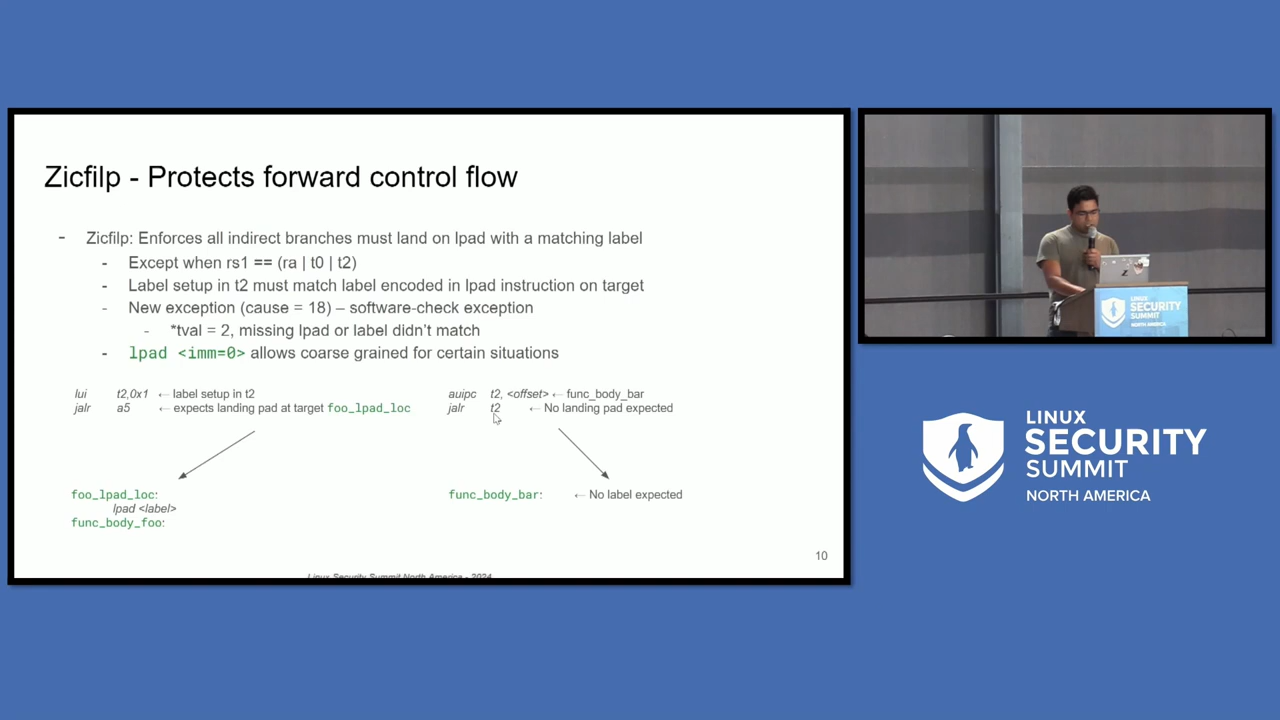 Zicfilp - Protects forward control flow
- Zicfilp: Enforces all indirect branches must land on lpad with a matching label
- Except when rs1 == (ra | t0 | t2)
- Label setup in t2 must match label encoded in lpad instruction on target
- New exception (cause = 18) – software-check exception
- *tval = 2, missing lpad or label didn't match
- lpad <imm=0> allows coarse grained for certain situations
lui t2,0x1 ← label setup in t2
jalr a5 ← expects landing pad at target foo_lpad_loc
auipc t2, <offset> ← func_body_bar
jalr t2 ← No landing pad expected
foo_lpad_loc:
lpad <label>
func_body_foo:
func_body_bar: ← No label expected
10
Linux Security Summit North America - 2024
LINUX
SECURITY
SUMMIT
NORTH AMERICA
LINUX
SECURITY
SUMMIT
NORTH AMERICA